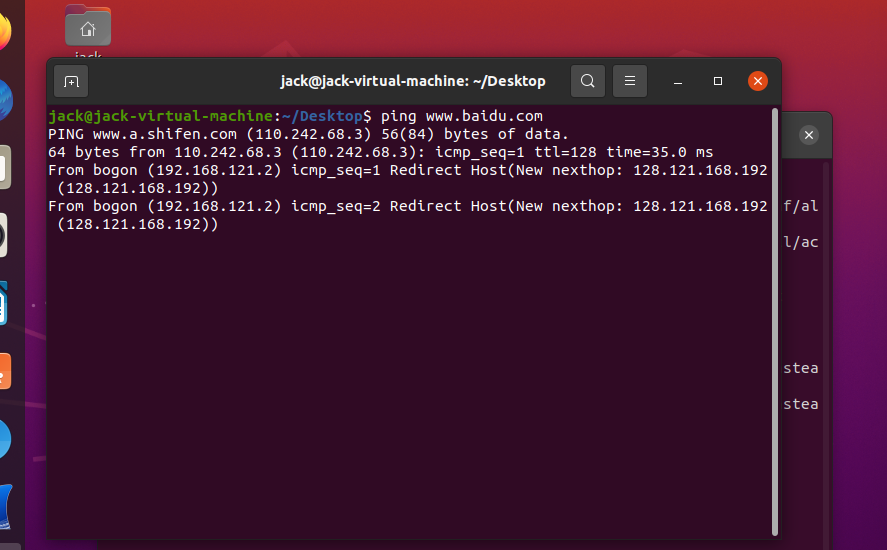 jack
jack@jack-virtual-machine: ~/Desktop
jack@jack-virtual-machine:~/Desktop$ ping www.baidu.com
PING www.a.shifen.com (110.242.68.3) 56(84) bytes of data.
64 bytes from 110.242.68.3 (110.242.68.3): icmp_seq=1 ttl=128 time=35.0 ms
From bogon (192.168.121.2) icmp_seq=1 Redirect Host(New nexthop: 128.121.168.192
(128.121.168.192))
From bogon (192.168.121.2) icmp_seq=2 Redirect Host(New nexthop: 128.121.168.192
(128.121.168.192))
f/al
l/ac
stea
stea